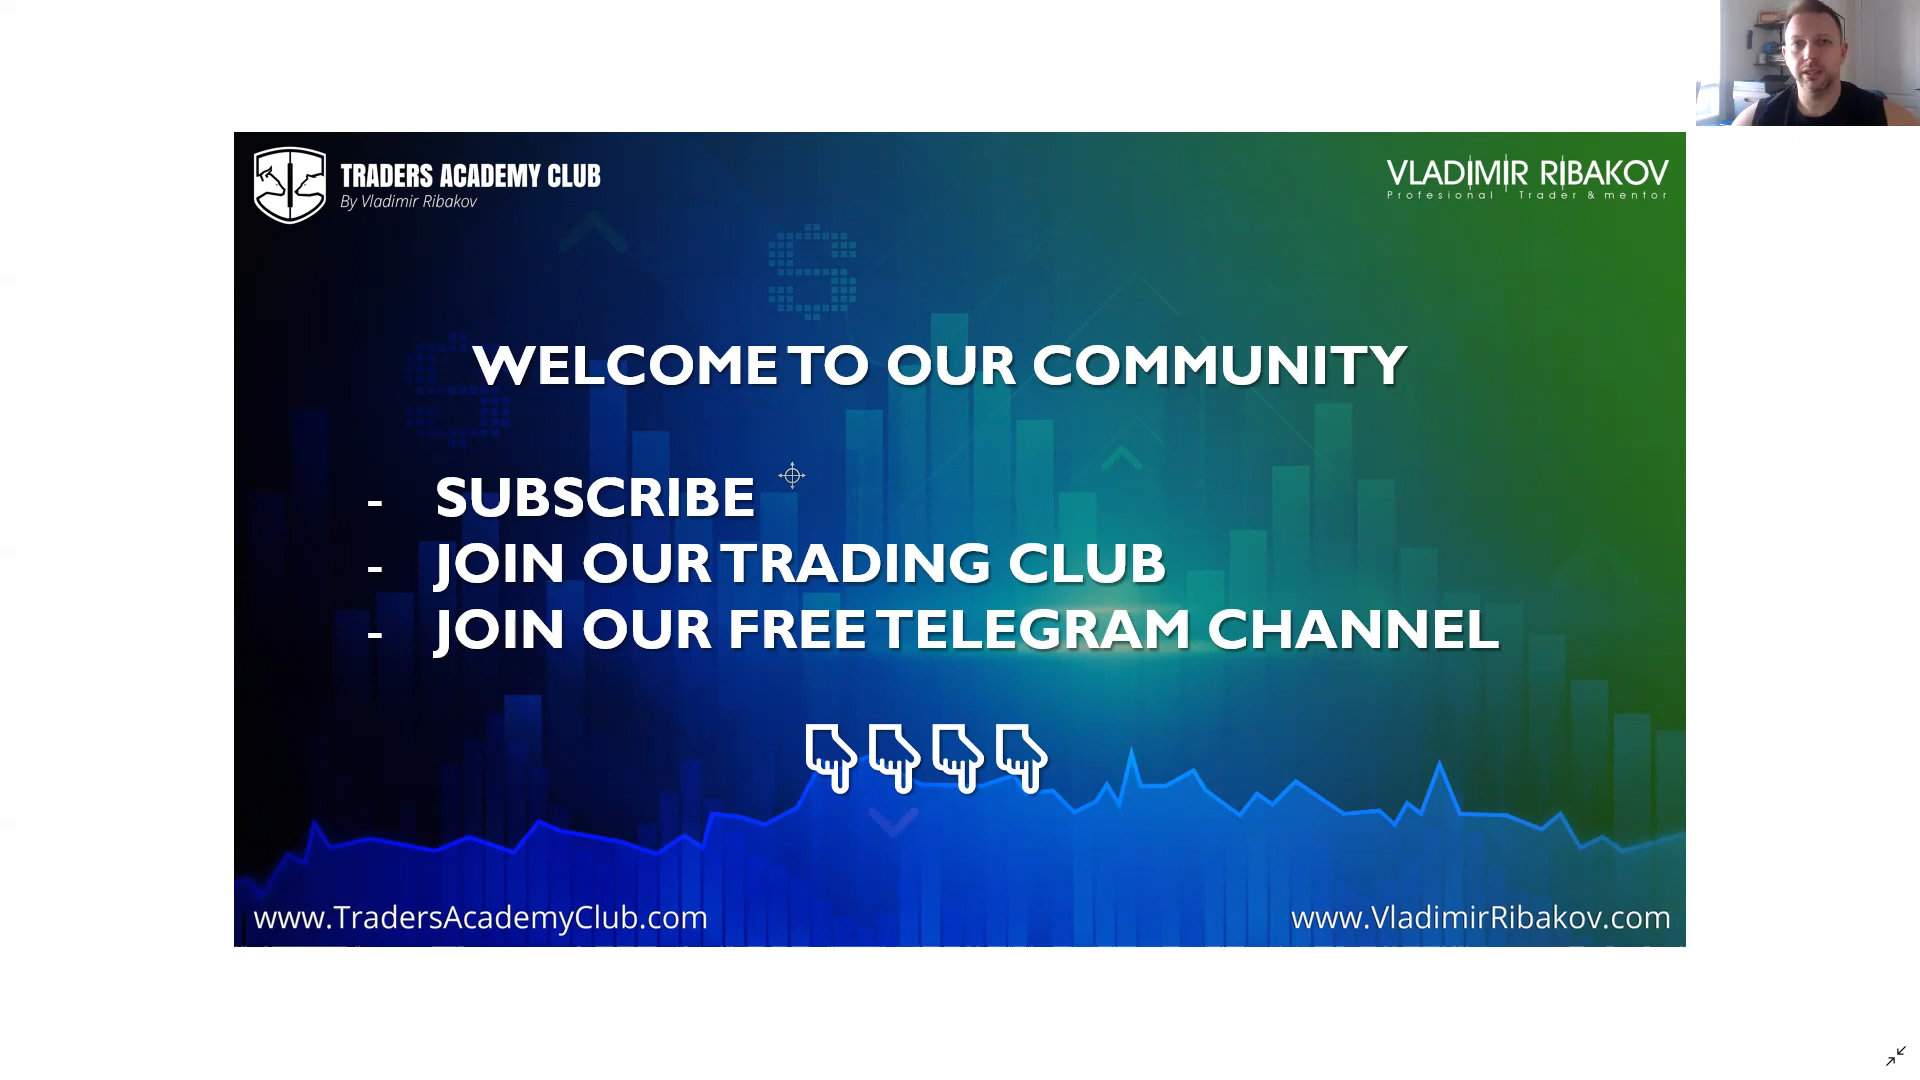 TRADERS ACADEMY CLUB
By Vladimir Ribakov
VLADIMIR RIBAKOV
Profesional Trader & mentor
WELCOME TO OUR COMMUNITY
- SUBSCRIBE
- JOIN OUR TRADING CLUB
- JOIN OUR FREE TELEGRAM CHANNEL
www.TradersAcademyClub.com
www.VladimirRibakov.com